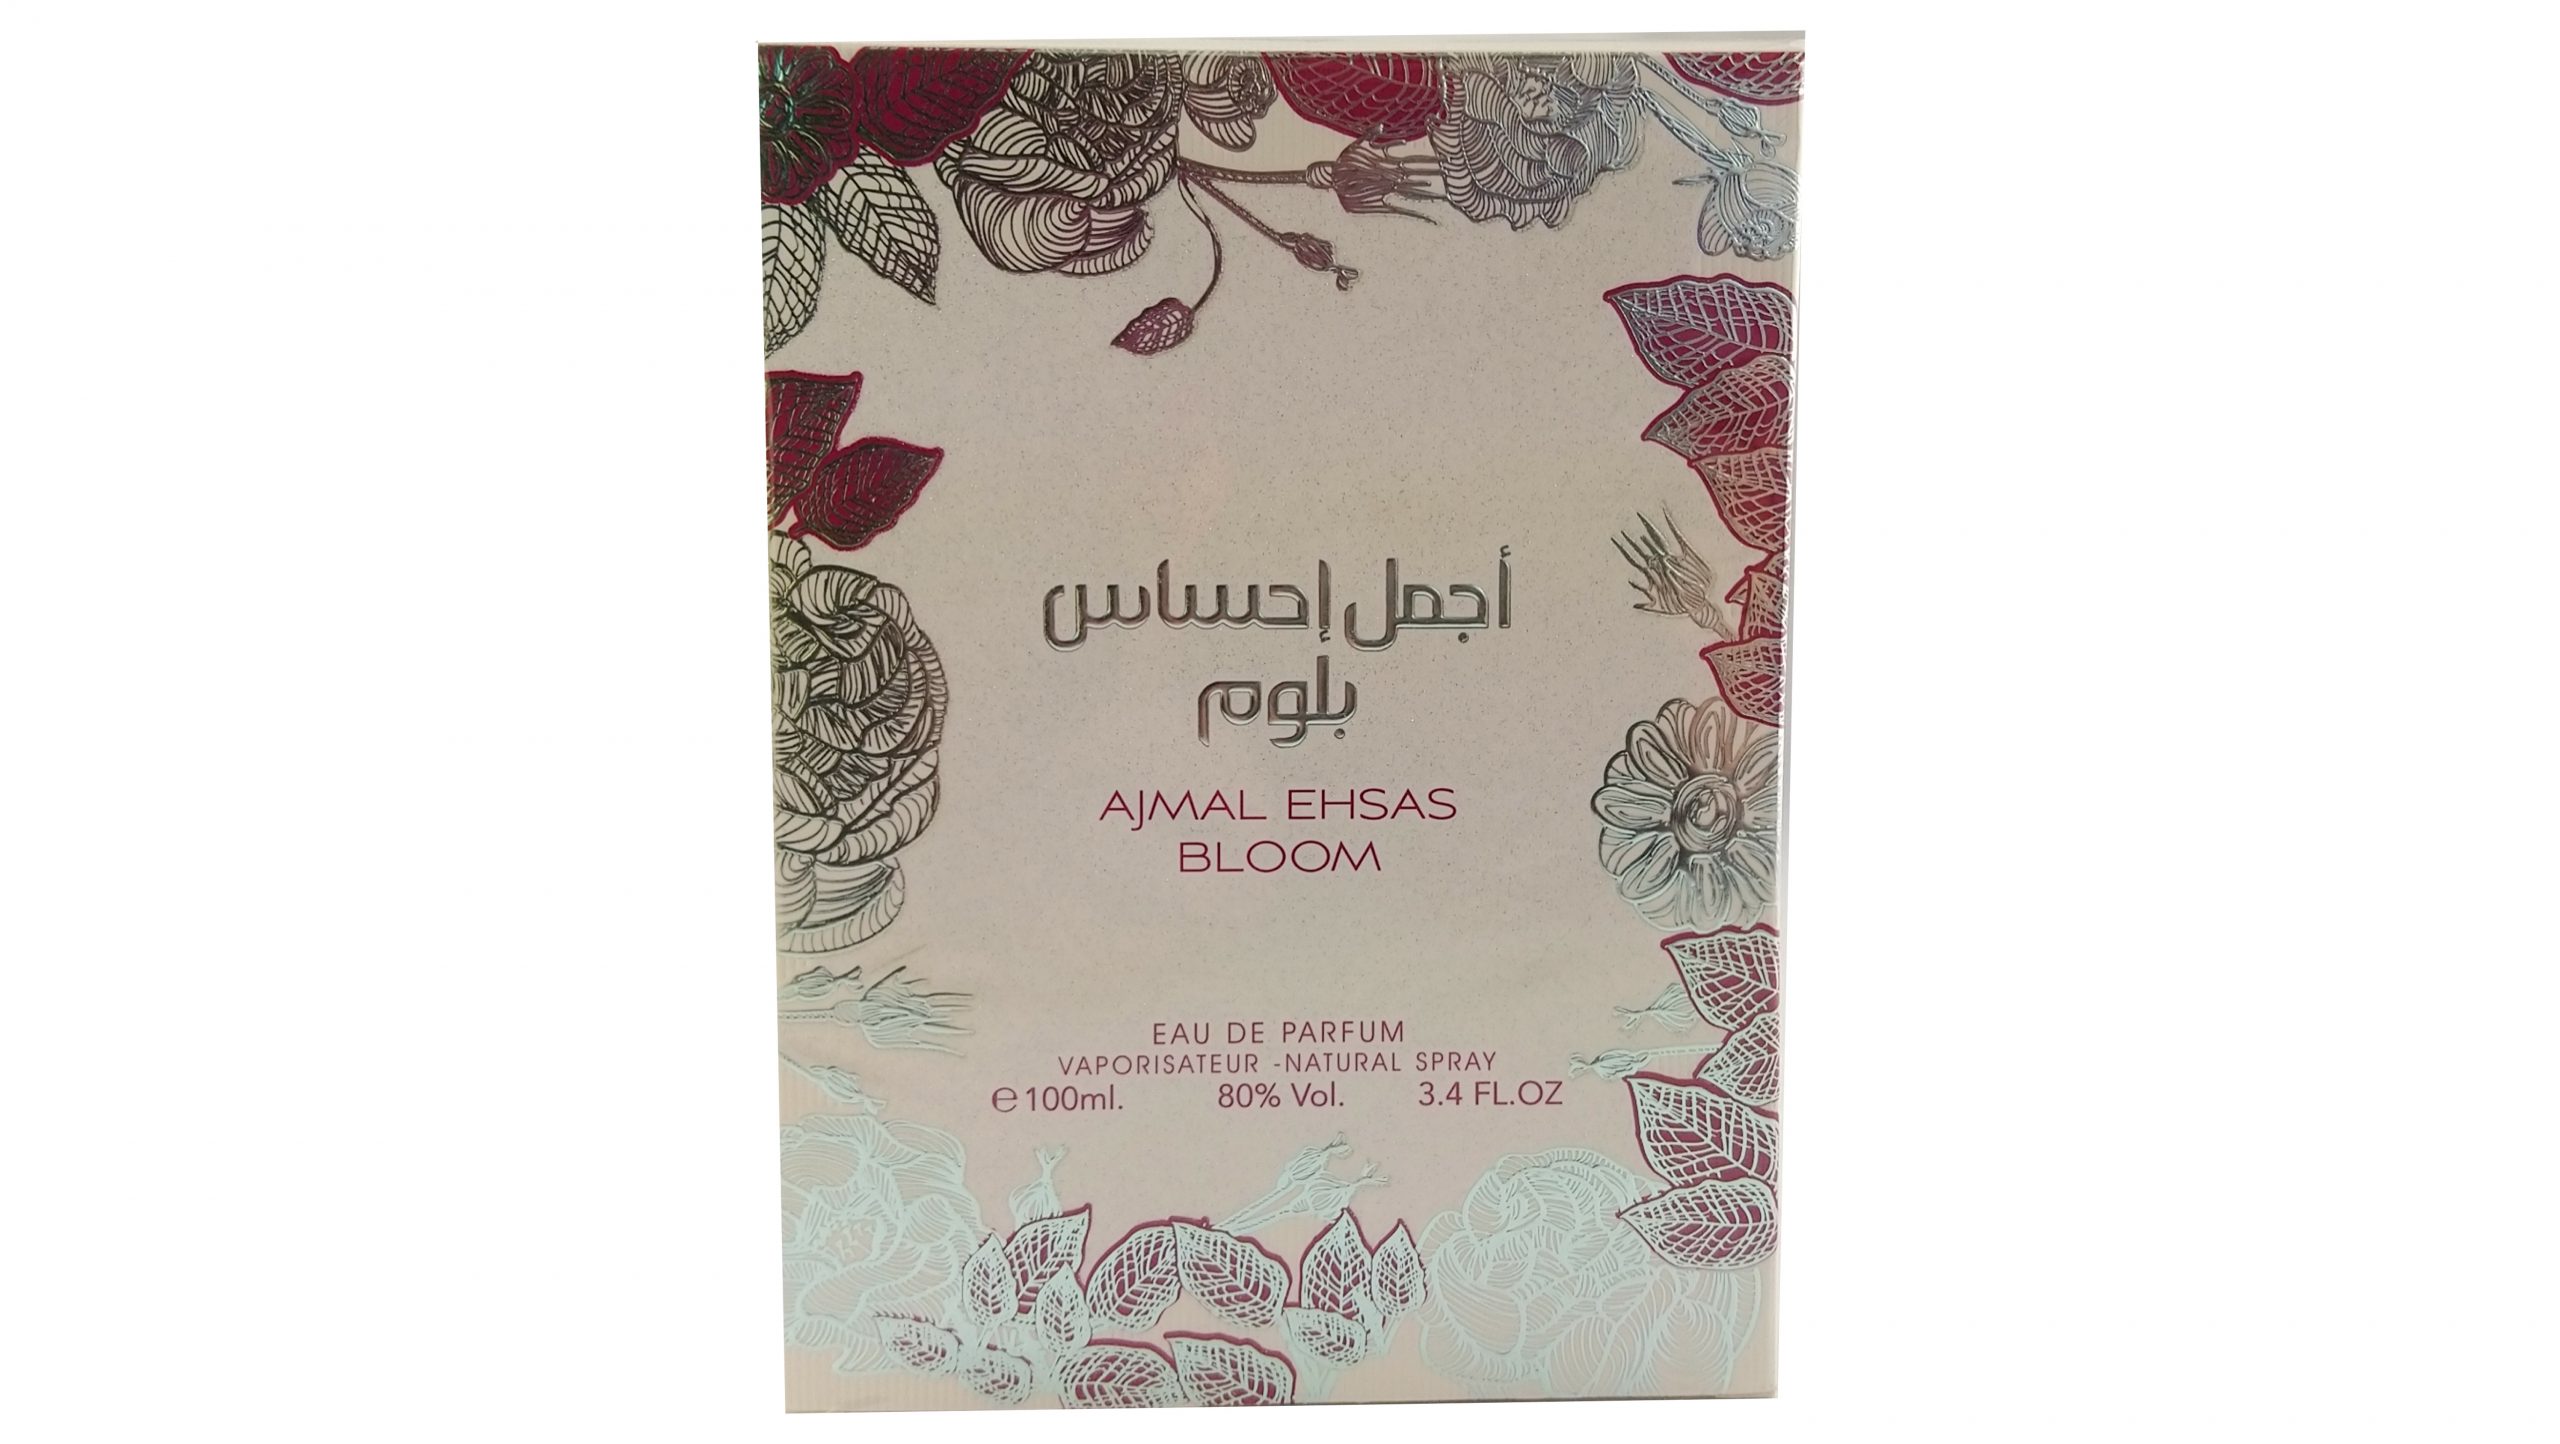 أجمل إحساس
بلوم
AJMAL EHSAS
BLOOM
EAU DE PARFUM
VAPORISATEUR -NATURAL SPRAY
℮ 100ml. 80% Vol. 3.4 FL.OZ